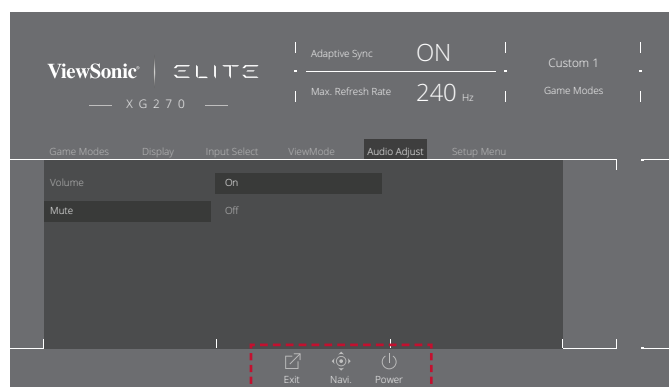 ViewSonic® ELITE
XG270
Adaptive Sync ON
Max. Refresh Rate 240 Hz
Custom 1
Game Modes
Game Modes Display Input Select ViewMode Audio Adjust Setup Menu
Volume On
Mute Off
Exit Navi. Power